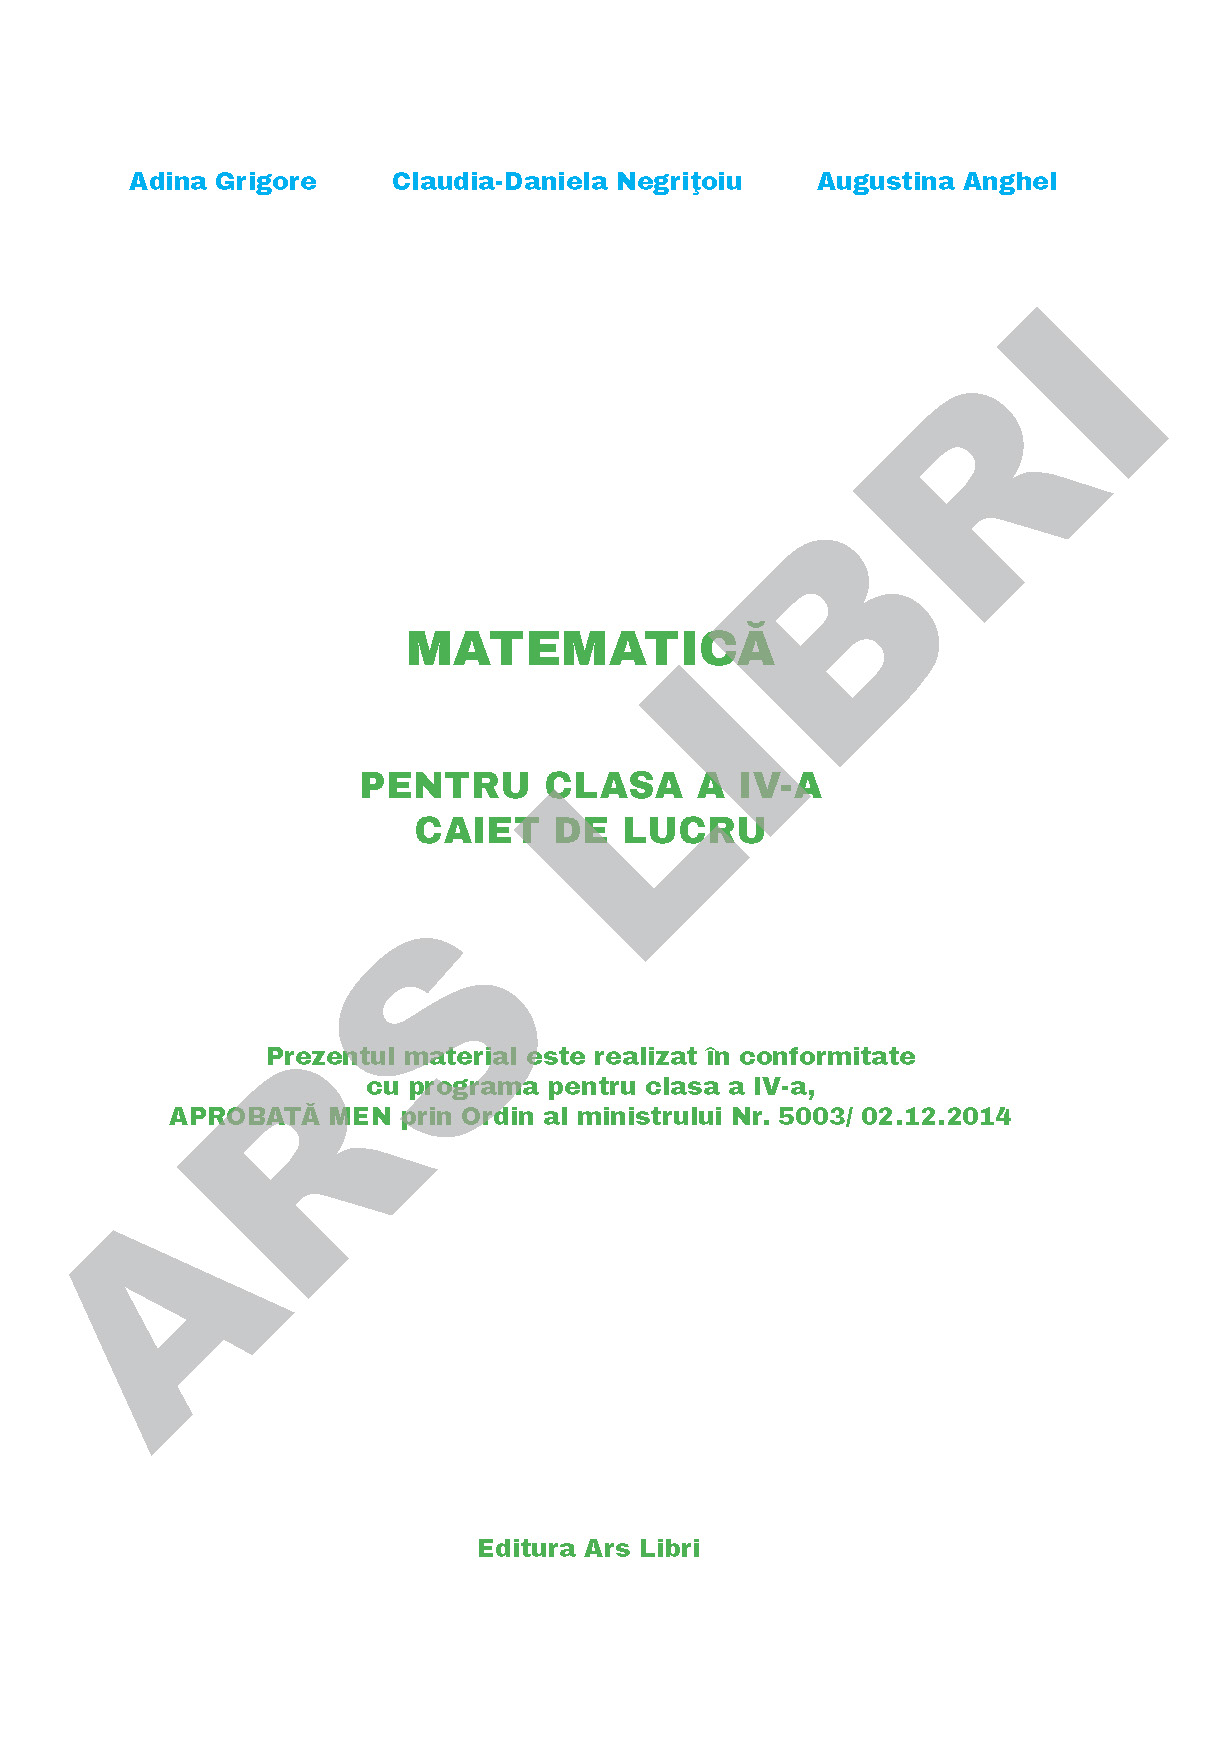 Adina Grigore Claudia-Daniela Negriţoiu Augustina Anghel
MATEMATICĂ
PENTRU CLASA A IV-A
CAIET DE LUCRU
Prezentul material este realizat în conformitate
cu programa pentru clasa a IV-a,
APROBATĂ MEN prin Ordin al ministrului Nr. 5003/ 02.12.2014
ARS LIBRI
Editura Ars Libri